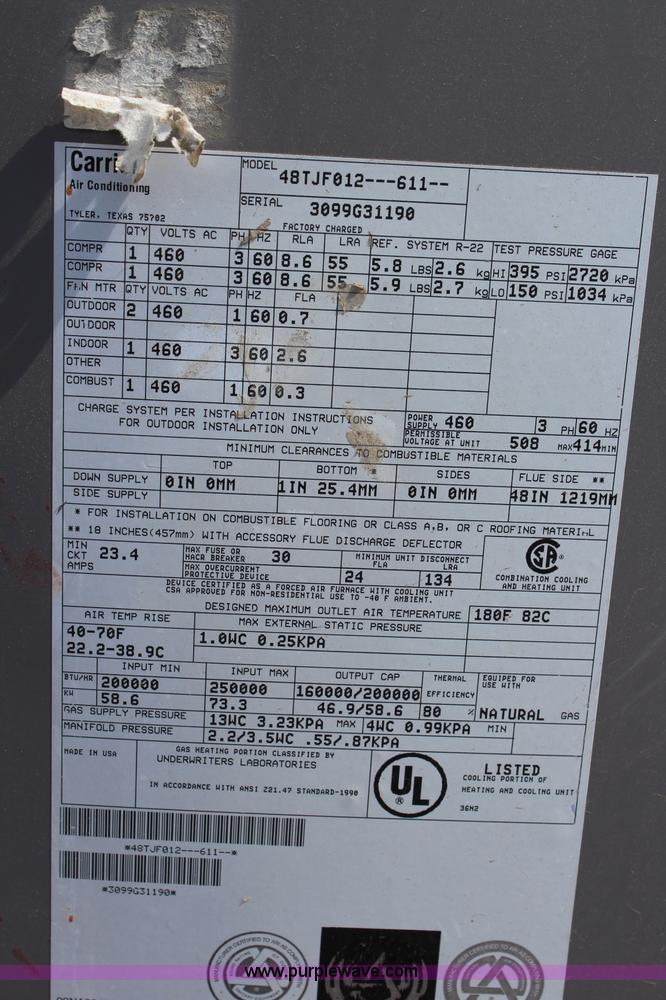 Air Conditioning
TYLER, TEXAS 75702
MODEL 48TJF012---611--
SERIAL 3099G31190
FACTORY CHARGED
QTY VOLTS AC PH HZ RLA LRA REF. SYSTEM R-22 TEST PRESSURE GAGE
COMPR 1 460 3 60 8.6 55 5.8 LBS 2.6 kg HI 395 PSI 2720 kPa
COMPR 1 460 3 60 8.6 55 5.9 LBS 2.7 kg LO 150 PSI 1034 kPa
FAN MTR QTY VOLTS AC PH HZ FLA
OUTDOOR 2 460 1 60 0.7
OUTDOOR
INDOOR 1 460 3 60 2.6
OTHER
COMBUST 1 460 1 60 0.3
CHARGE SYSTEM PER INSTALLATION INSTRUCTIONS
FOR OUTDOOR INSTALLATION ONLY
POWER SUPPLY 460 3 PH 60 HZ
PERMISSIBLE VOLTAGE AT UNIT 508 MAX 414 MIN
MINIMUM CLEARANCES TO COMBUSTIBLE MATERIALS
TOP BOTTOM * SIDES FLUE SIDE **
DOWN SUPPLY 0IN 0MM 1IN 25.4MM 0IN 0MM 48IN 1219MM
SIDE SUPPLY
* FOR INSTALLATION ON COMBUSTIBLE FLOORING OR CLASS A,B, OR C ROOFING MATERIAL
** 18 INCHES(457mm) WITH ACCESSORY FLUE DISCHARGE DEFLECTOR
MIN CKT AMPS 23.4
MAX FUSE OR HACR BREAKER 30
MINIMUM UNIT DISCONNECT
FLA LRA
MAX OVERCURRENT PROTECTIVE DEVICE 24 134
COMBINATION COOLING
AND HEATING UNIT
DEVICE CERTIFIED AS A FORCED AIR FURNACE WITH COOLING UNIT
CSA APPROVED FOR NON-RESIDENTIAL USE TO -40 F AMBIENT.
DESIGNED MAXIMUM OUTLET AIR TEMPERATURE 180F 82C
AIR TEMP RISE MAX EXTERNAL STATIC PRESSURE
40-70F 1.0WC 0.25KPA
22.2-38.9C
INPUT MIN INPUT MAX OUTPUT CAP THERMAL EFFICIENCY EQUIPED FOR USE WITH
BTU/HR 200000 250000 160000/200000
KW 58.6 73.3 46.9/58.6 80 % NATURAL GAS
GAS SUPPLY PRESSURE 13WC 3.23KPA MAX 4WC 0.99KPA MIN
MANIFOLD PRESSURE 2.2/3.5WC .55/.87KPA
MADE IN USA
GAS HEATING PORTION CLASSIFIED BY
UNDERWRITERS LABORATORIES
IN ACCORDANCE WITH ANSI Z21.47 STANDARD-1990
UL ®
LISTED
COOLING PORTION OF
HEATING AND COOLING UNIT
36H2
*48TJF012---611--*
*3099G31190*
www.purplewave.com